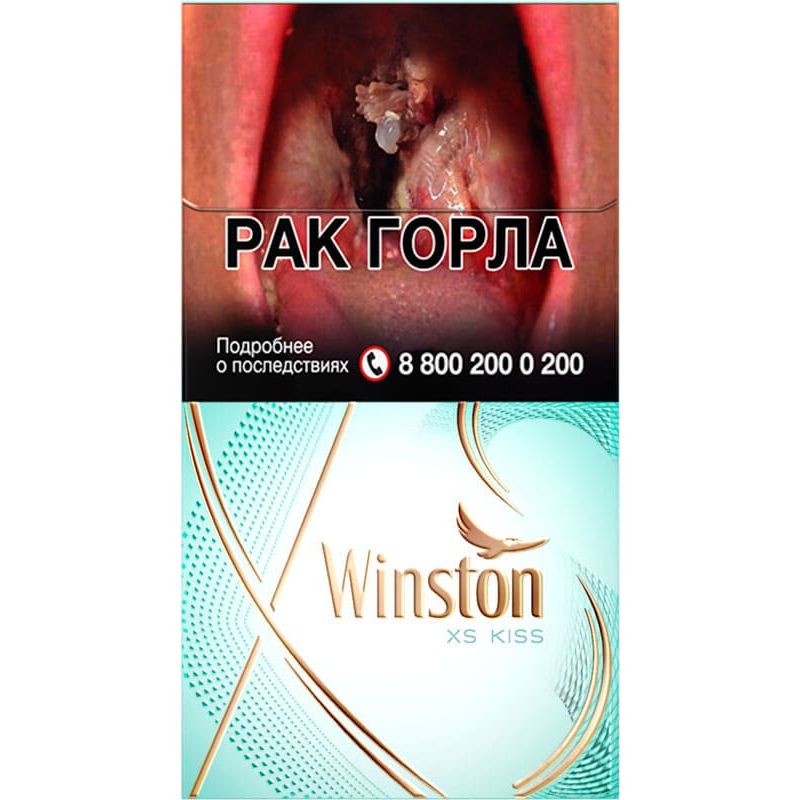 РАК ГОРЛА
Подробнее
о последствиях 8 800 200 0 200
Winston
XS KISS